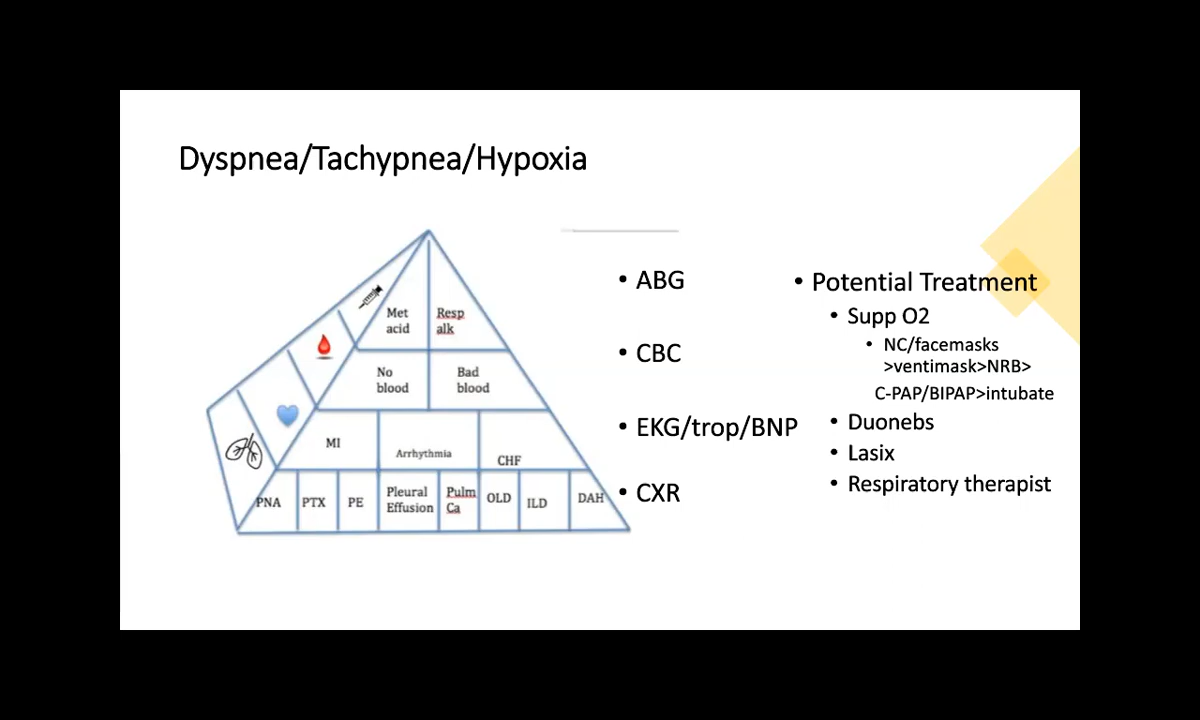 Dyspnea/Tachypnea/Hypoxia
Met
acid
Resp
alk
No
blood
Bad
blood
MI
Arrhythmia
CHF
PNA
PTX
PE
Pleural
Effusion
Pulm
Ca
OLD
ILD
DAH
• ABG
• CBC
• EKG/trop/BNP
• CXR
• Potential Treatment
• Supp O2
• NC/facemasks
>ventimask>NRB>
C-PAP/BIPAP>intubate
• Duonebs
• Lasix
• Respiratory therapist